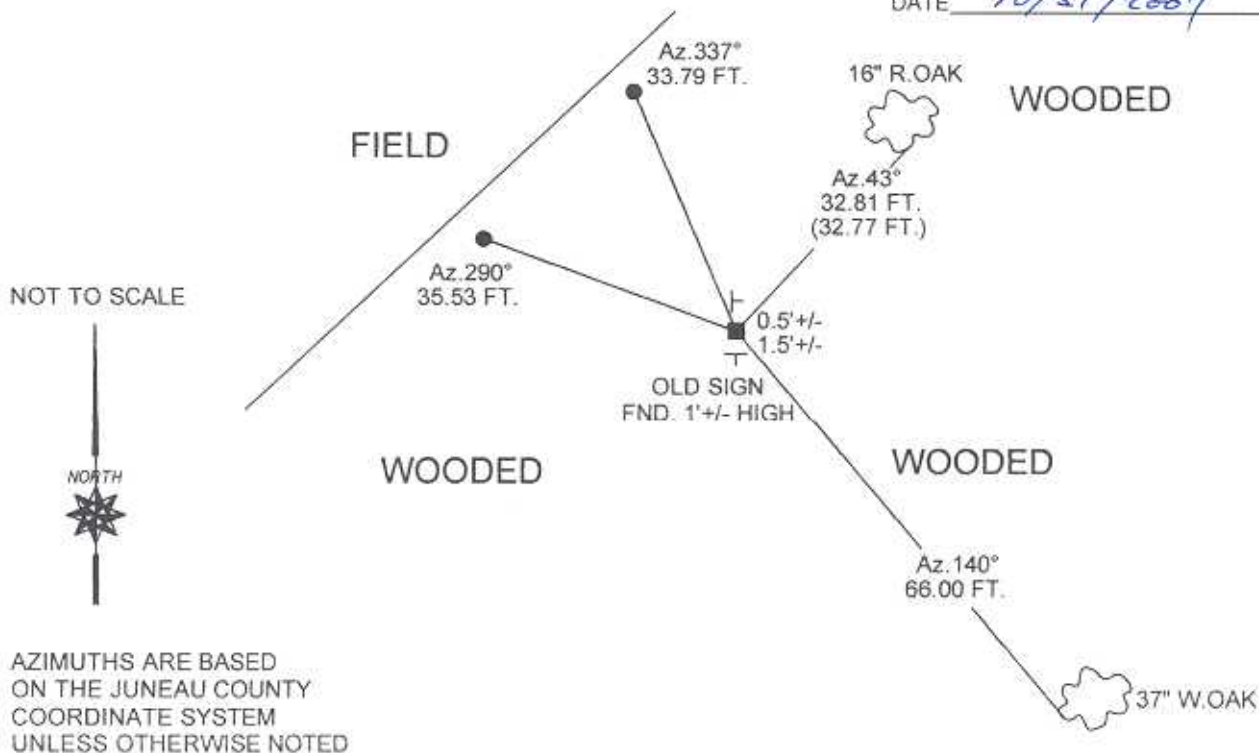 DATE 10/31/2007
Az.337°
33.79 FT.
16" R.OAK
WOODED
FIELD
Az.43°
32.81 FT.
(32.77 FT.)
Az.290°
35.53 FT.
NOT TO SCALE
0.5'+/-
1.5'+/-
OLD SIGN
FND. 1'+/- HIGH
WOODED
WOODED
NORTH
Az.140°
66.00 FT.
37" W.OAK
AZIMUTHS ARE BASED
ON THE JUNEAU COUNTY
COORDINATE SYSTEM
UNLESS OTHERWISE NOTED